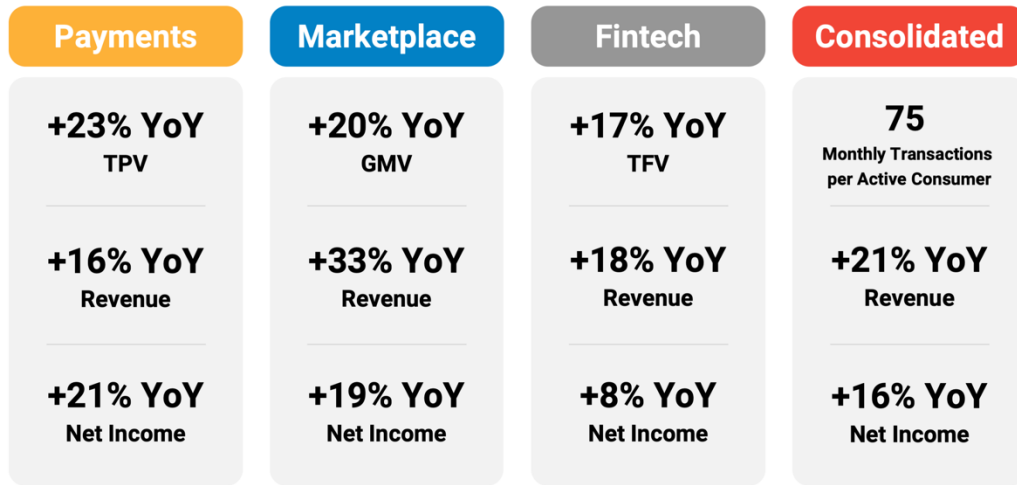 Payments
+23% YoY
TPV
+16% YoY
Revenue
+21% YoY
Net Income
Marketplace
+20% YoY
GMV
+33% YoY
Revenue
+19% YoY
Net Income
Fintech
+17% YoY
TFV
+18% YoY
Revenue
+8% YoY
Net Income
Consolidated
75
Monthly Transactions
per Active Consumer
+21% YoY
Revenue
+16% YoY
Net Income